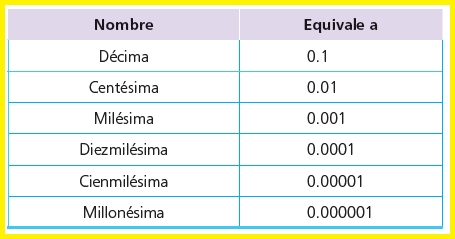 Nombre Equivale a
Décima 0.1
Centésima 0.01
Milésima 0.001
Diezmilésima 0.0001
Cienmilésima 0.00001
Millonésima 0.000001